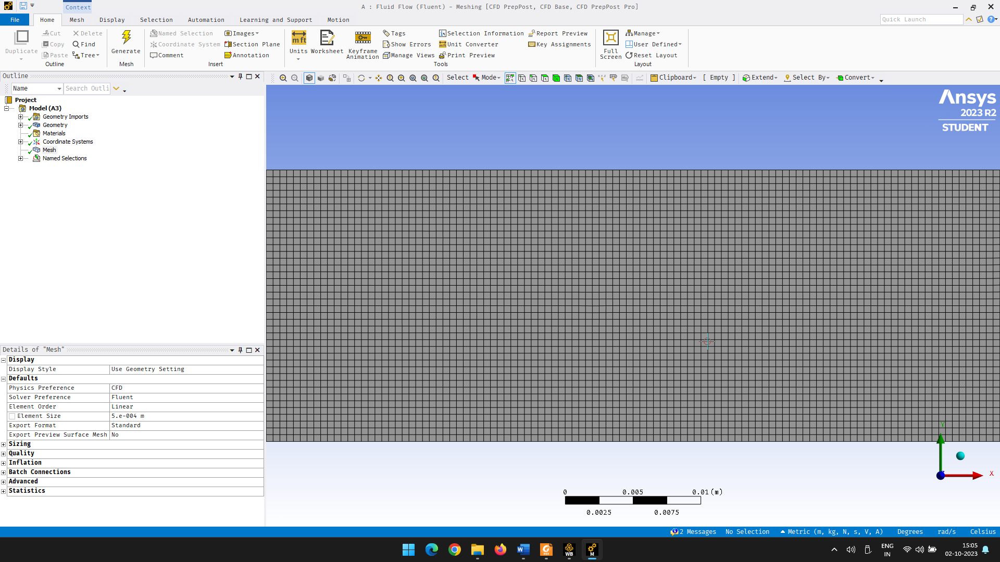 Context
A : Fluid Flow (Fluent) - Meshing [CFD PrepPost, CFD Base, CFD PrepPost Pro]
File Home Mesh Display Selection Automation Learning and Support Motion Quick Launch
Duplicate
Cut
Copy
Paste
Delete
Find
Tree
Outline
Generate
Mesh
Named Selection
Coordinate System
Comment
Images
Section Plane
Annotation
Insert
Units
Worksheet
Keyframe
Animation
Tags
Show Errors
Manage Views
Selection Information
Unit Converter
Print Preview
Report Preview
Key Assignments
Tools
Full
Screen
Manage
User Defined
Reset Layout
Layout
Outline
Name Search Outli
Select Mode Clipboard [ Empty ] Extend Select By Convert
Project
Model (A3)
Geometry Imports
Geometry
Materials
Coordinate Systems
Mesh
Named Selections
Ansys
2023 R2
STUDENT
Details of "Mesh"
Display
Display Style Use Geometry Setting
Defaults
Physics Preference CFD
Solver Preference Fluent
Element Order Linear
Element Size 5.e-004 m
Export Format Standard
Export Preview Surface Mesh No
Sizing
Quality
Inflation
Batch Connections
Advanced
Statistics
Y
X
0 0.005 0.01 (m)
0.0025 0.0075
2 Messages No Selection Metric (m, kg, N, s, V, A) Degrees rad/s Celsius
WB
M
ENG
IN
15:05
02-10-2023